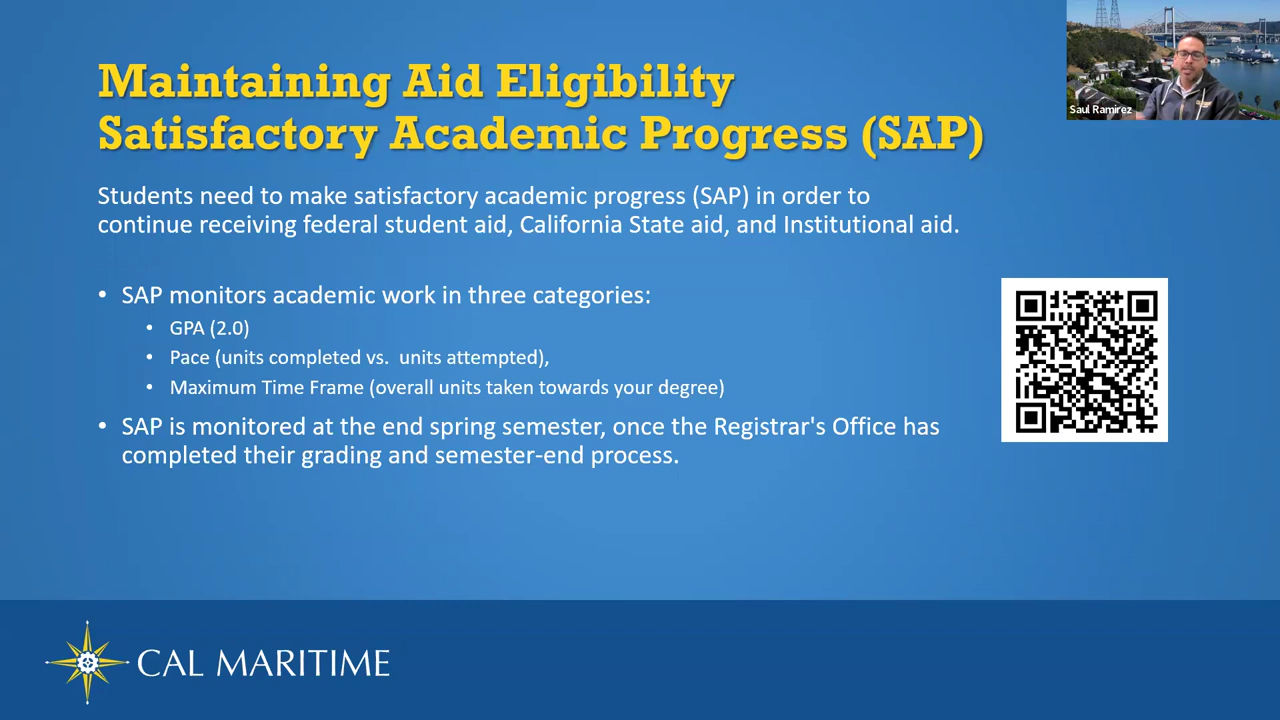 Maintaining Aid Eligibility
Satisfactory Academic Progress (SAP)
Saul Ramirez
Students need to make satisfactory academic progress (SAP) in order to
continue receiving federal student aid, California State aid, and Institutional aid.
• SAP monitors academic work in three categories:
• GPA (2.0)
• Pace (units completed vs.  units attempted),
• Maximum Time Frame (overall units taken towards your degree)
• SAP is monitored at the end spring semester, once the Registrar's Office has
completed their grading and semester-end process.
CAL MARITIME